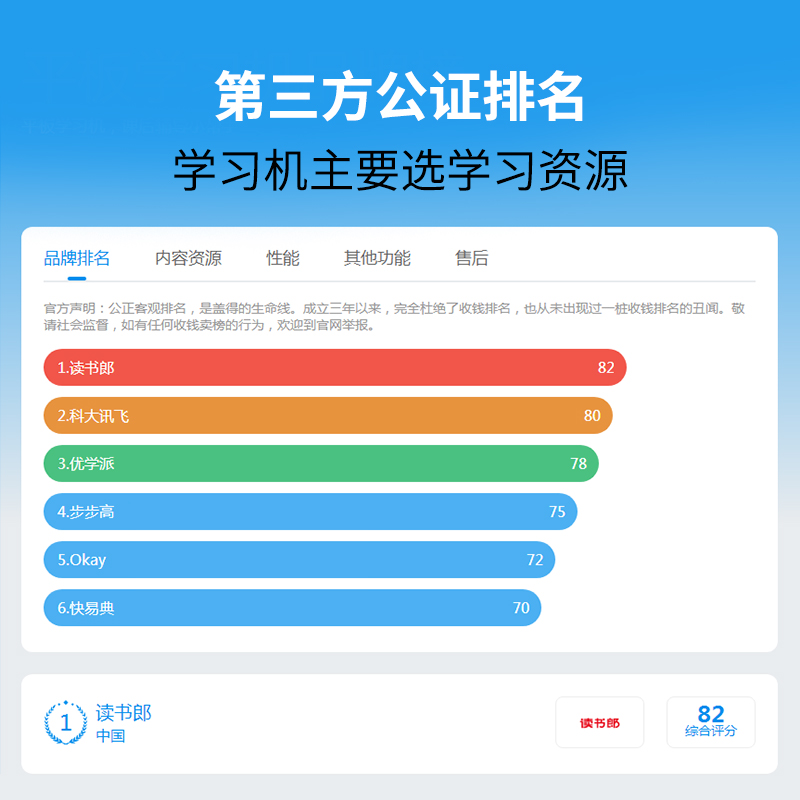 第三方公证排名
学习机主要选学习资源
品牌排名 内容资源 性能 其他功能 售后
官方声明：公正客观排名，是盖得的生命线。成立三年以来，完全杜绝了收钱排名，也从未出现过一桩收钱排名的丑闻。敬
请社会监督，如有任何收钱卖榜的行为，欢迎到官网举报。
1.读书郎 82
2.科大讯飞 80
3.优学派 78
4.步步高 75
5.Okay 72
6.快易典 70
1 读书郎
中国
读书郎
82
综合评分